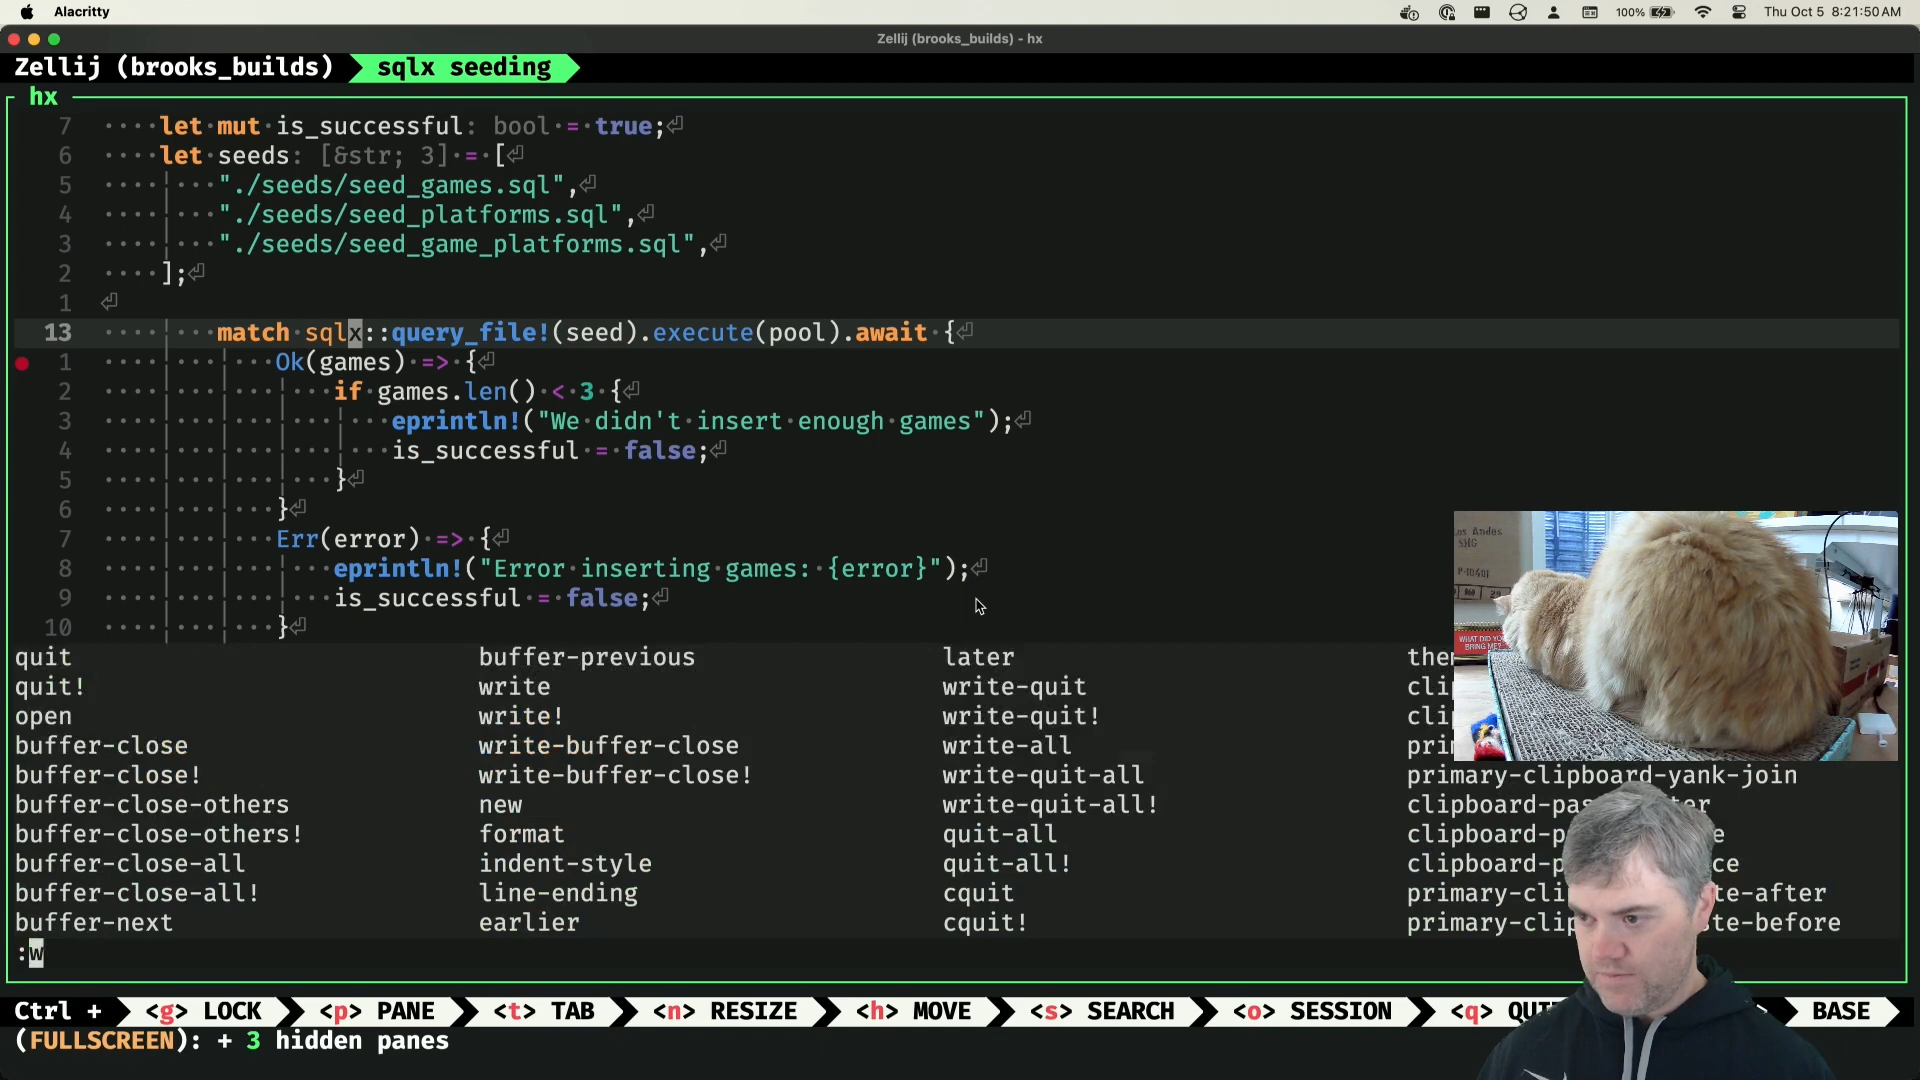 Alacritty
100%
Thu Oct 5 8:21:50 AM
Zellij (brooks_builds) - hx
Zellij (brooks_builds) sqlx seeding
hx
7 ····let·mut·is_successful: bool·=·true;⏎
6 ····let·seeds: [&str; 3]·=·[⏎
5 ····|···"./seeds/seed_games.sql",⏎
4 ····|···"./seeds/seed_platforms.sql",⏎
3 ····|···"./seeds/seed_game_platforms.sql",⏎
2 ····];⏎
1 ⏎
13 ····|···match·sqlx::query_file!(seed).execute(pool).await·{⏎
1 ····|···|···Ok(games)·=>·{⏎
2 ····|···|···|···if·games.len()·<·3·{⏎
3 ····|···|···|···|···eprintln!("We·didn't·insert·enough·games");⏎
4 ····|···|···|···|···is_successful·=·false;⏎
5 ····|···|···|···}⏎
6 ····|···|···}⏎
7 ····|···|···Err(error)·=>·{⏎
8 ····|···|···|···eprintln!("Error·inserting·games:·{error}");⏎
9 ····|···|···|···is_successful·=·false;⏎
10 ····|···|···}⏎
Los Andes
SHG
WHAT DID YOU
BRING ME?
quit buffer-previous later
quit! write write-quit
open write! write-quit!
buffer-close write-buffer-close write-all
buffer-close! write-buffer-close! write-quit-all primary-clipboard-yank-join
buffer-close-others new write-quit-all!
buffer-close-others! format quit-all
buffer-close-all indent-style quit-all!
buffer-close-all! line-ending cquit
buffer-next earlier cquit!
:w
Ctrl + <g> LOCK <p> PANE <t> TAB <n> RESIZE <h> MOVE <s> SEARCH <o> SESSION <q> BASE
(FULLSCREEN): + 3 hidden panes